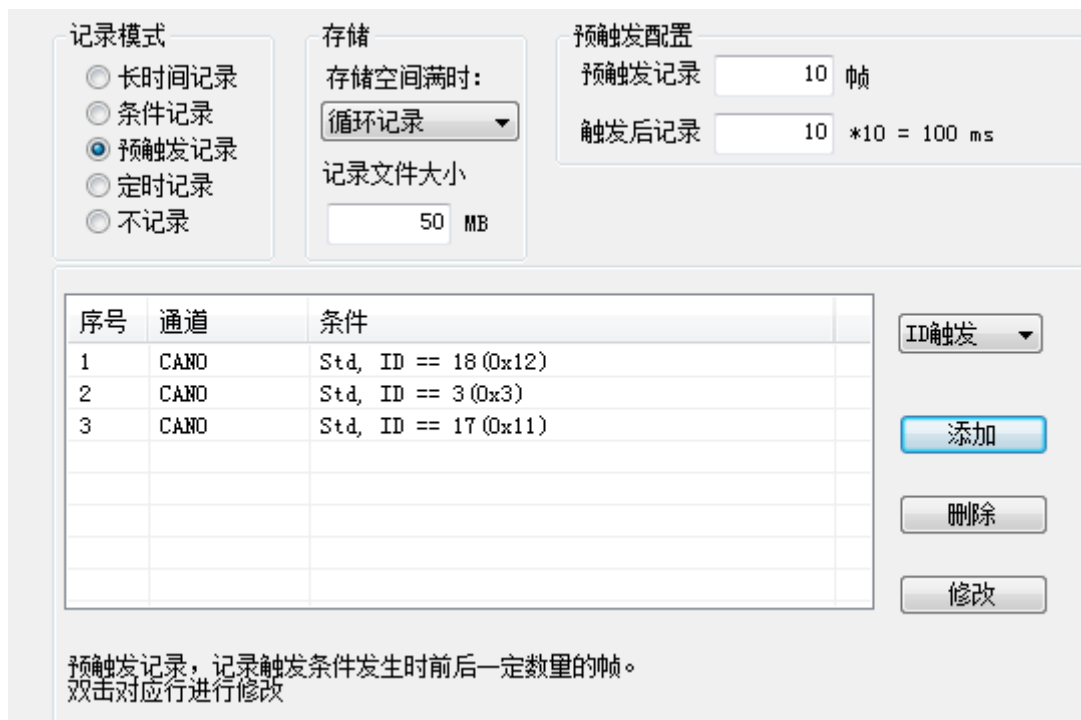 记录模式
长时间记录
条件记录
预触发记录
定时记录
不记录
存储
存储空间满时：
循环记录
记录文件大小
50 MB
预触发配置
预触发记录 10 帧
触发后记录 10 *10 = 100 ms
序号 通道 条件
1 CAN0 Std, ID == 18(0x12)
2 CAN0 Std, ID == 3(0x3)
3 CAN0 Std, ID == 17(0x11)
ID触发
添加
删除
修改
预触发记录，记录触发条件发生时前后一定数量的帧。
双击对应行进行修改